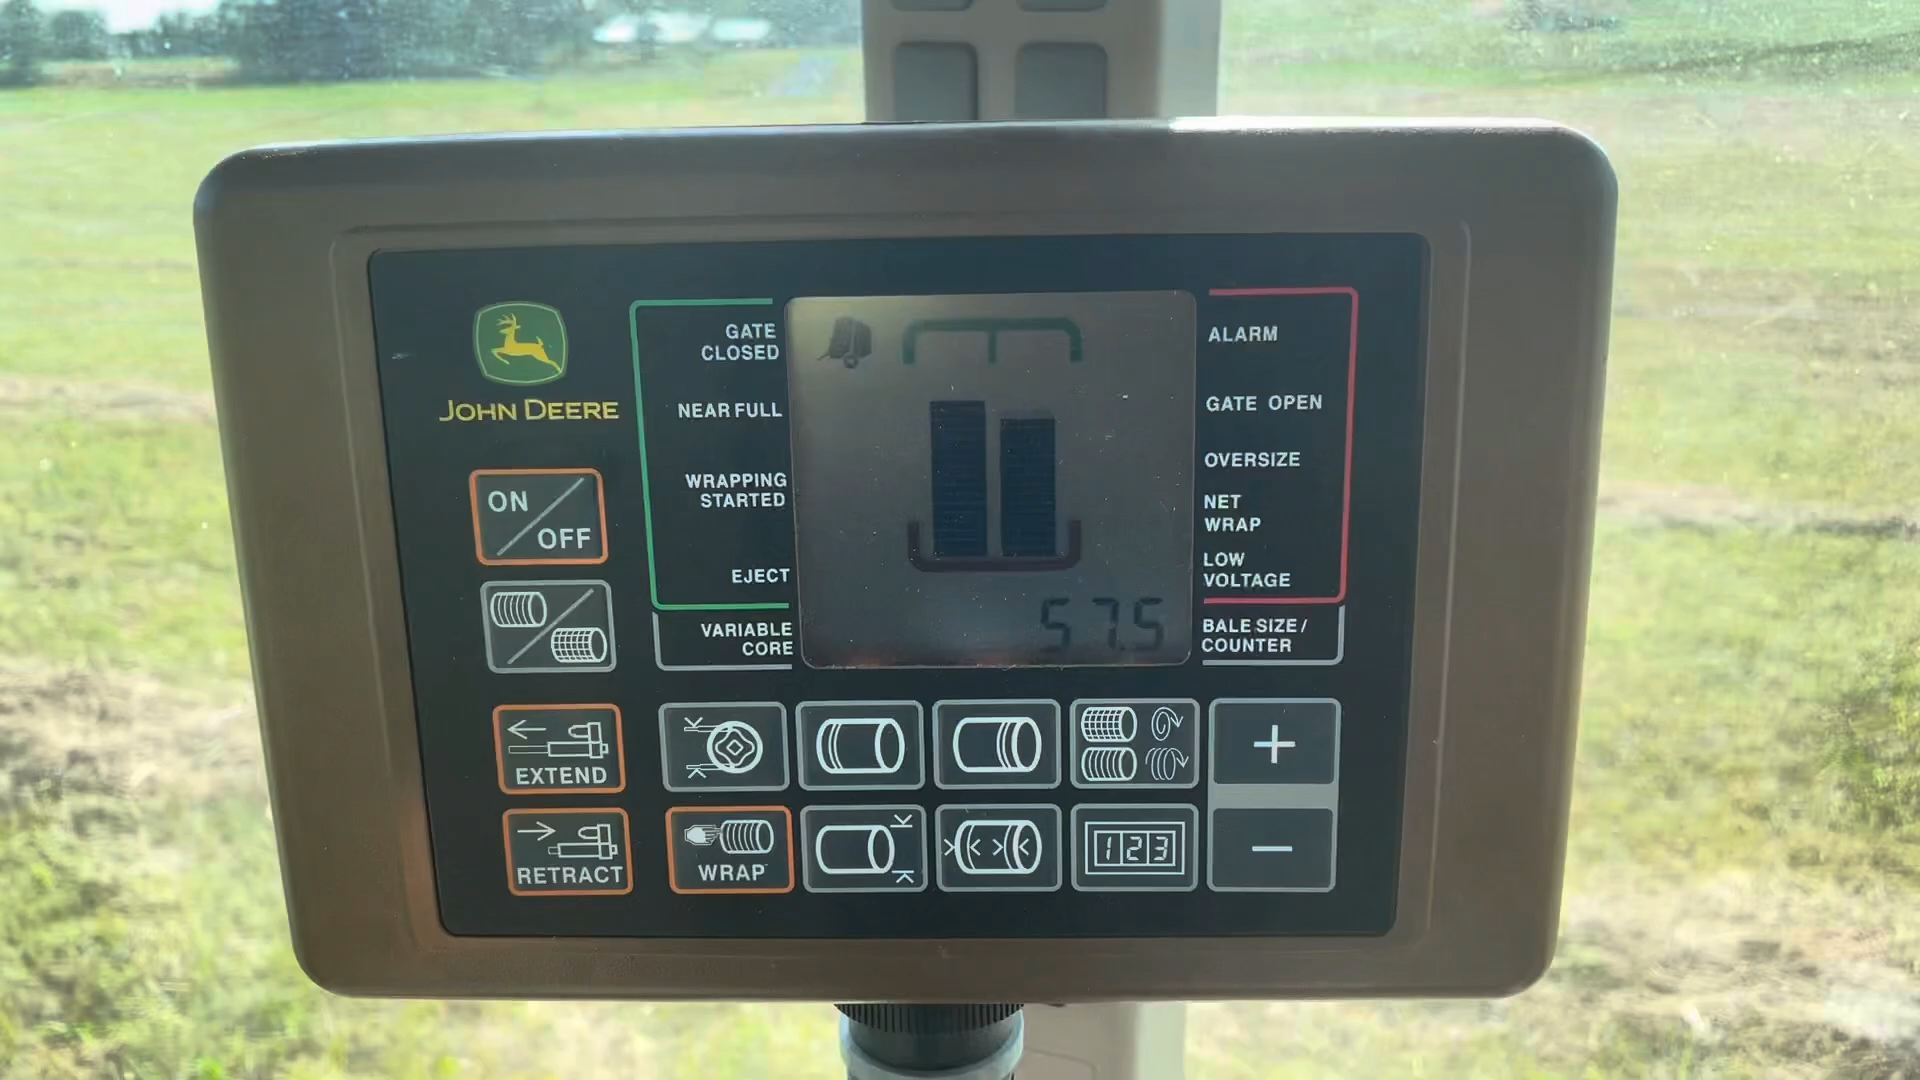 JOHN DEERE
ON
OFF
EXTEND
RETRACT
GATE
CLOSED
NEAR FULL
WRAPPING
STARTED
EJECT
VARIABLE
CORE
57.5
ALARM
GATE OPEN
OVERSIZE
NET
WRAP
LOW
VOLTAGE
BALE SIZE/
COUNTER
WRAP
123
+
−